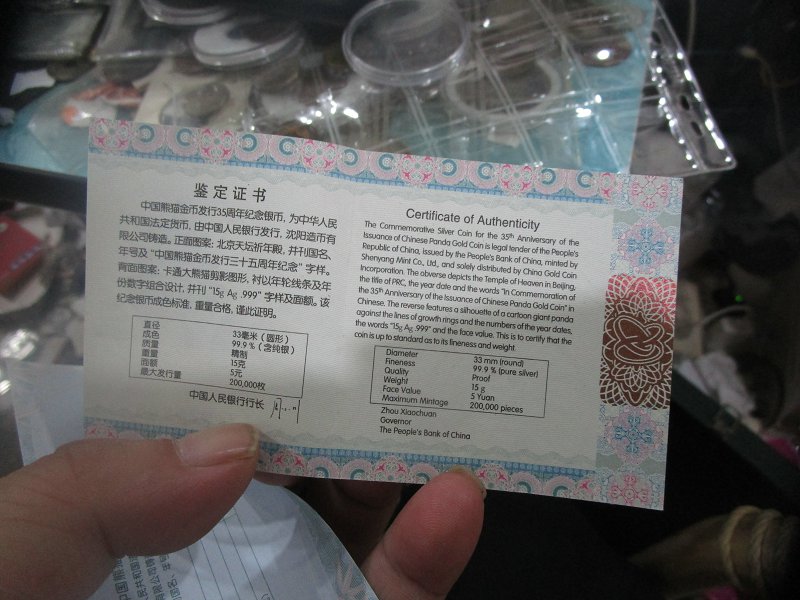 鉴定证书
中国熊猫金币发行35周年纪念银币，为中华人民
共和国法定货币，由中国人民银行发行，沈阳造币有
限公司铸造。正面图案：北京天坛祈年殿，并刊国名、
年号及“中国熊猫金币发行三十五周年纪念”字样。
背面图案：卡通大熊猫剪影图形，衬以年轮线条及年
份数字组合设计，并刊“15g Ag .999”字样及面额。该
纪念银币成色标准，重量合格，谨此证明。
直径 33毫米（圆形）
成色 99.9％（含纯银）
质量 精制
重量 15克
面额 5元
最大发行量 200,000枚
中国人民银行行长
Certificate of Authenticity
The Commemorative Silver Coin for the 35th Anniversary of the
Issuance of Chinese Panda Gold Coin is legal tender of the People's
Republic of China, issued by the People's Bank of China, minted by
Shenyang Mint Co., Ltd., and solely distributed by China Gold Coin
Incorporation. The obverse depicts the Temple of Heaven in Beijing,
the title of PRC, the year date and the words "In Commemoration of
the 35th Anniversary of the Issuance of Chinese Panda Gold Coin" in
Chinese. The reverse features a silhouette of a cartoon giant panda
against the lines of growth rings and the numbers of the year dates,
the words "15g Ag .999" and the face value. This is to certify that the
coin is up to standard as to its fineness and weight.
Diameter 33 mm (round)
Fineness 99.9 % (pure silver)
Quality Proof
Weight 15 g
Face Value 5 Yuan
Maximum Mintage 200,000 pieces
Zhou Xiaochuan
Governor
The People's Bank of China